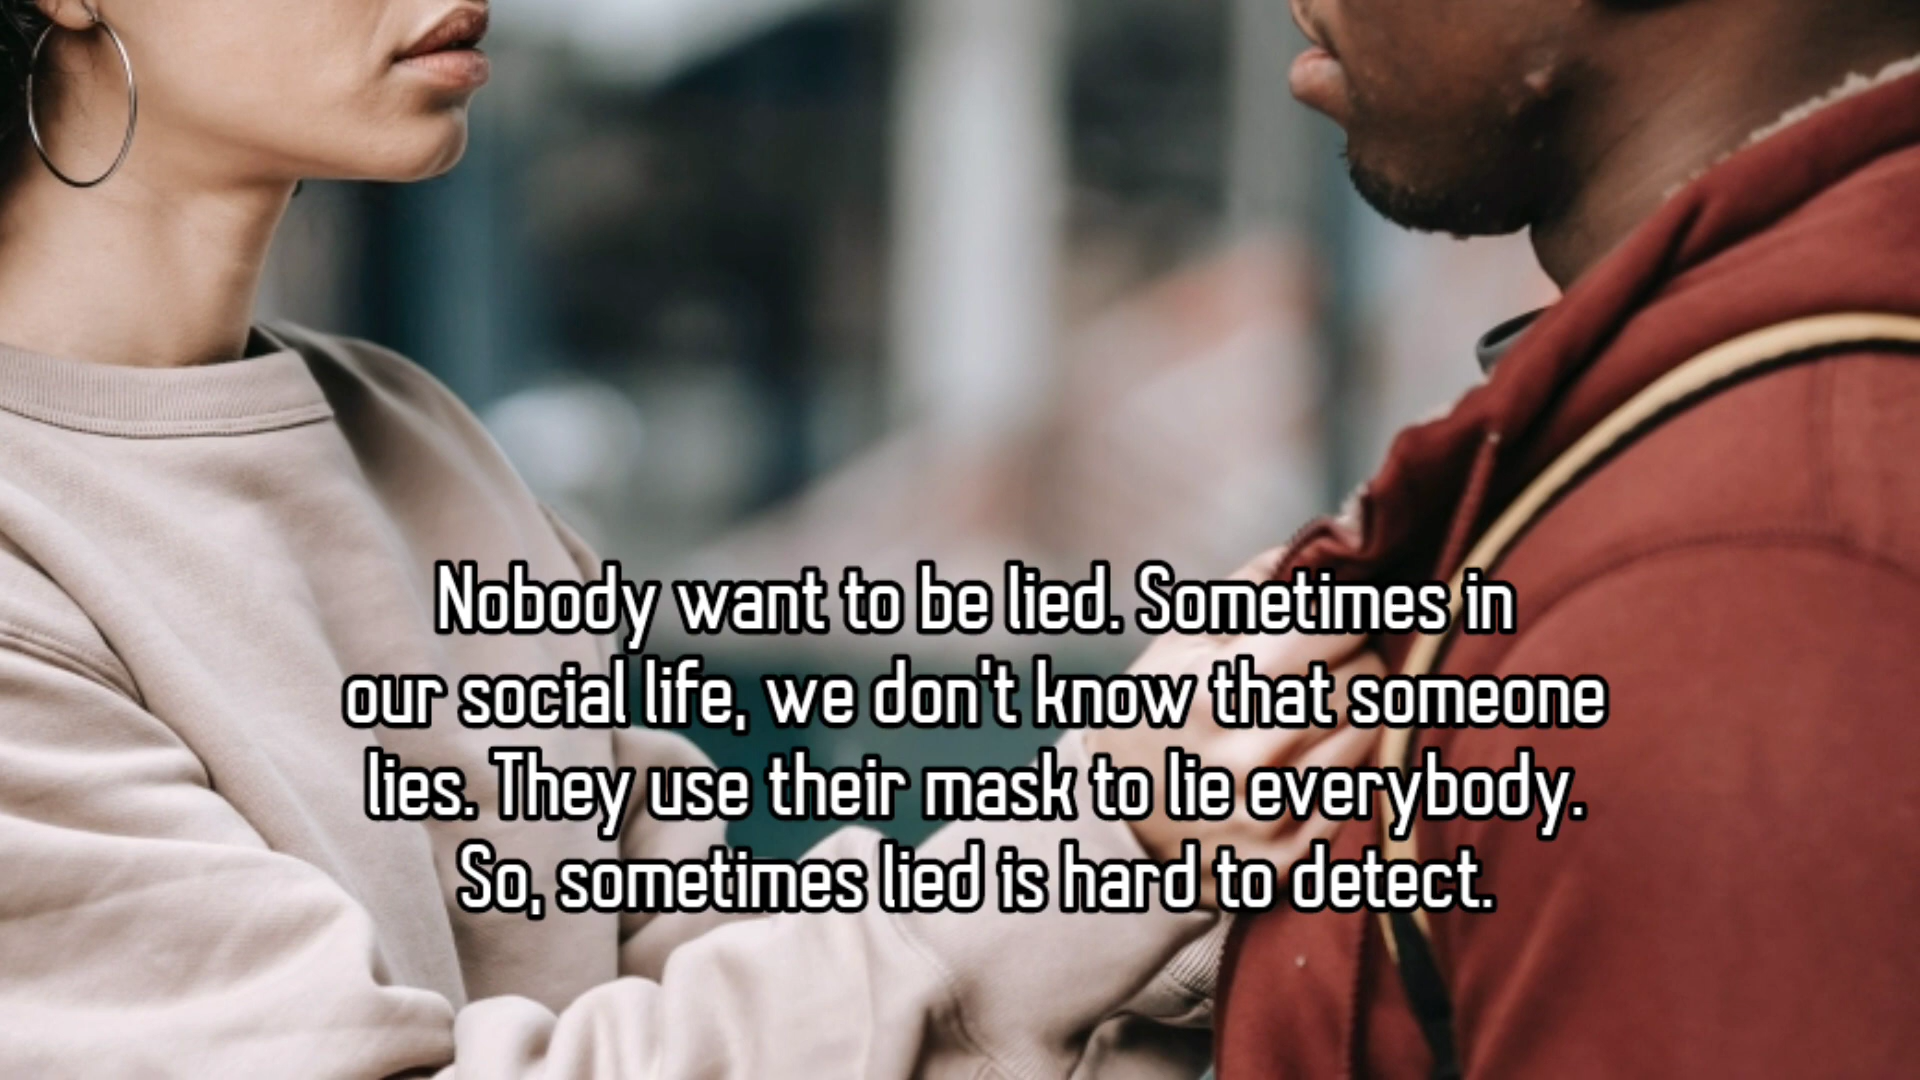 Nobody want to be lied. Sometimes in
our social life, we don't know that someone
lies. They use their mask to lie everybody.
So, sometimes lied is hard to detect.